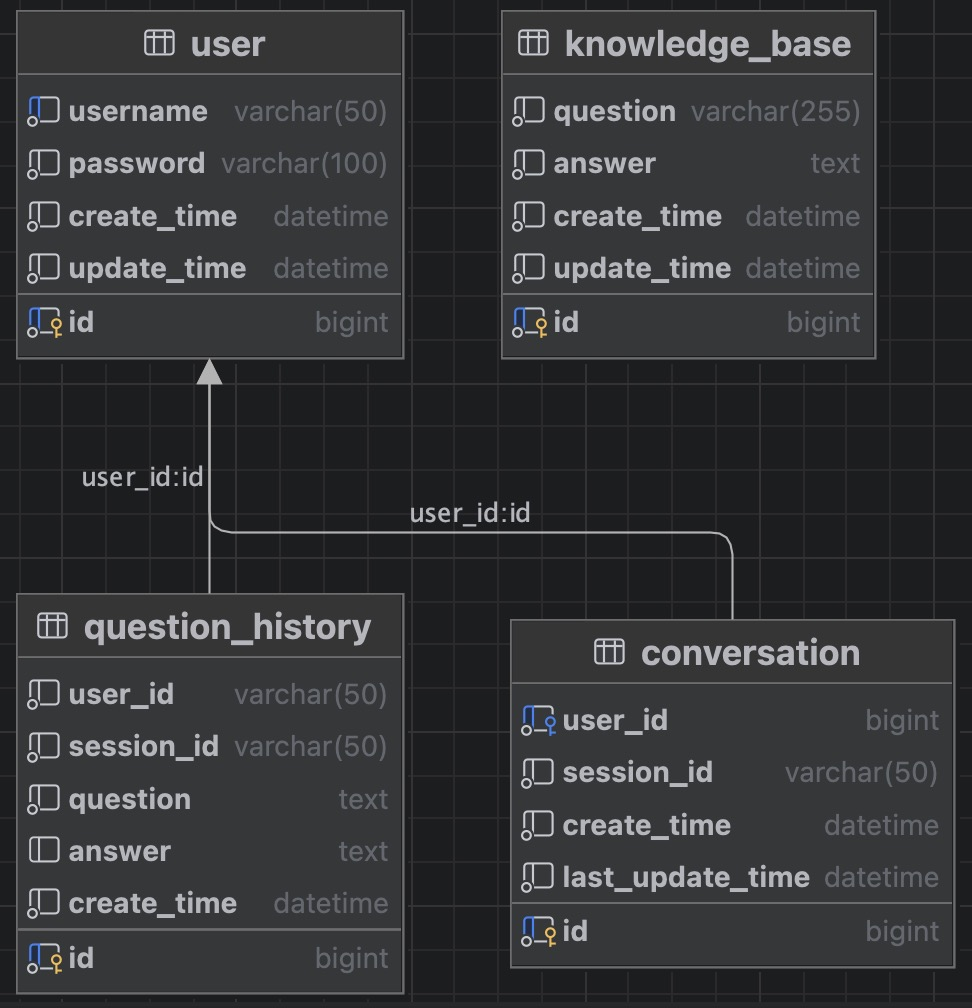 user
username varchar(50)
password varchar(100)
create_time datetime
update_time datetime
id bigint
knowledge_base
question varchar(255)
answer text
create_time datetime
update_time datetime
id bigint
user_id:id
user_id:id
question_history
user_id varchar(50)
session_id varchar(50)
question text
answer text
create_time datetime
id bigint
conversation
user_id bigint
session_id varchar(50)
create_time datetime
last_update_time datetime
id bigint